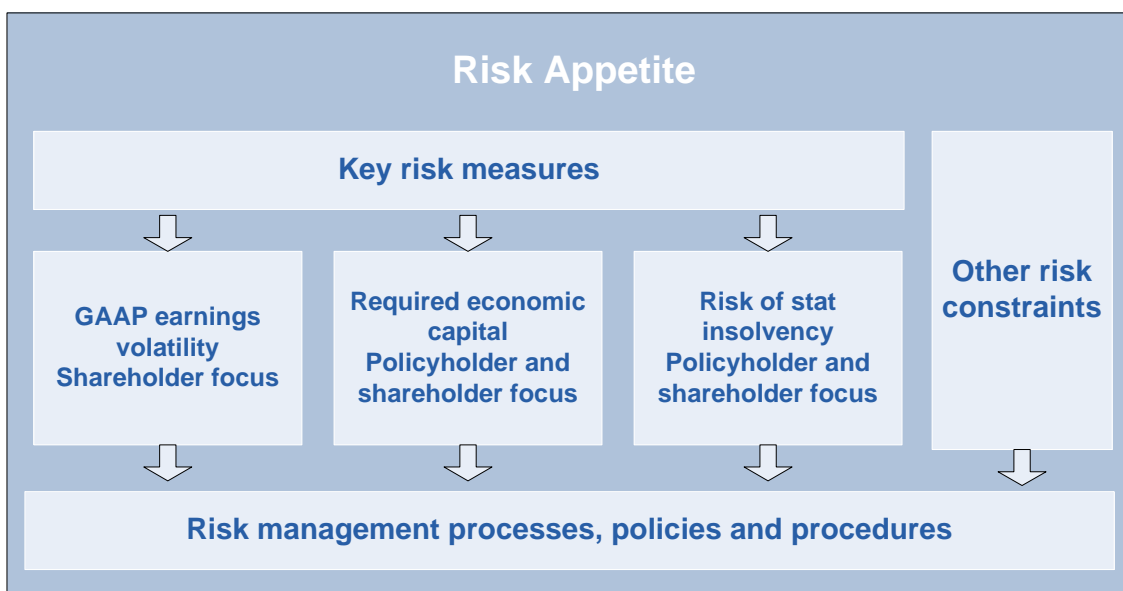 Risk Appetite
Key risk measures
GAAP earnings
volatility
Shareholder focus
Required economic
capital
Policyholder and
shareholder focus
Risk of stat
insolvency
Policyholder and
shareholder focus
Other risk
constraints
Risk management processes, policies and procedures